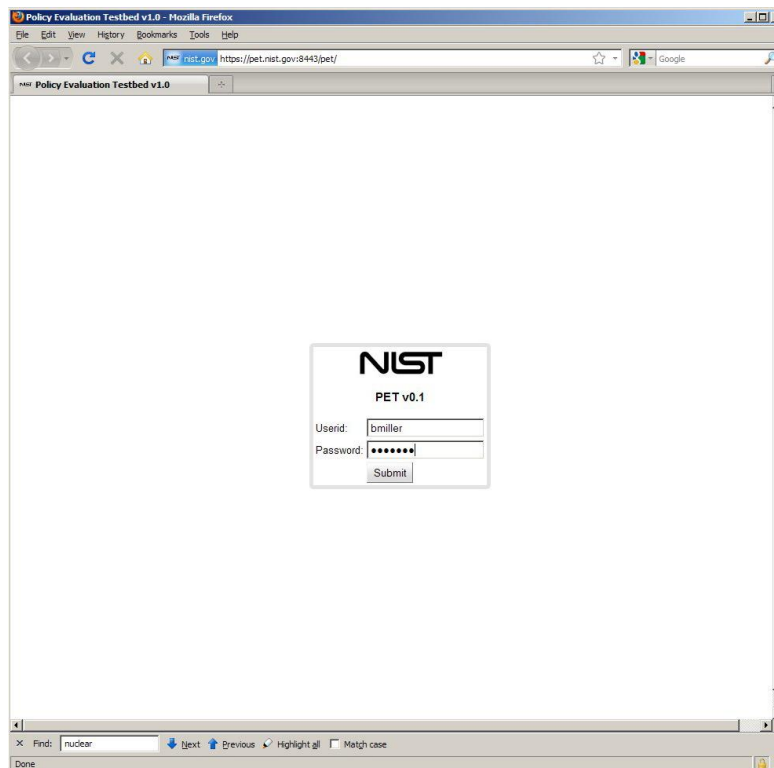 Policy Evaluation Testbed v1.0 - Mozilla Firefox
File Edit View History Bookmarks Tools Help
NIST nist.gov https://pet.nist.gov:8443/pet/ Google
NIST Policy Evaluation Testbed v1.0
NIST
PET v0.1
Userid: bmiller
Password: •••••••
Submit
Find: nuclear Next Previous Highlight all Match case
Done